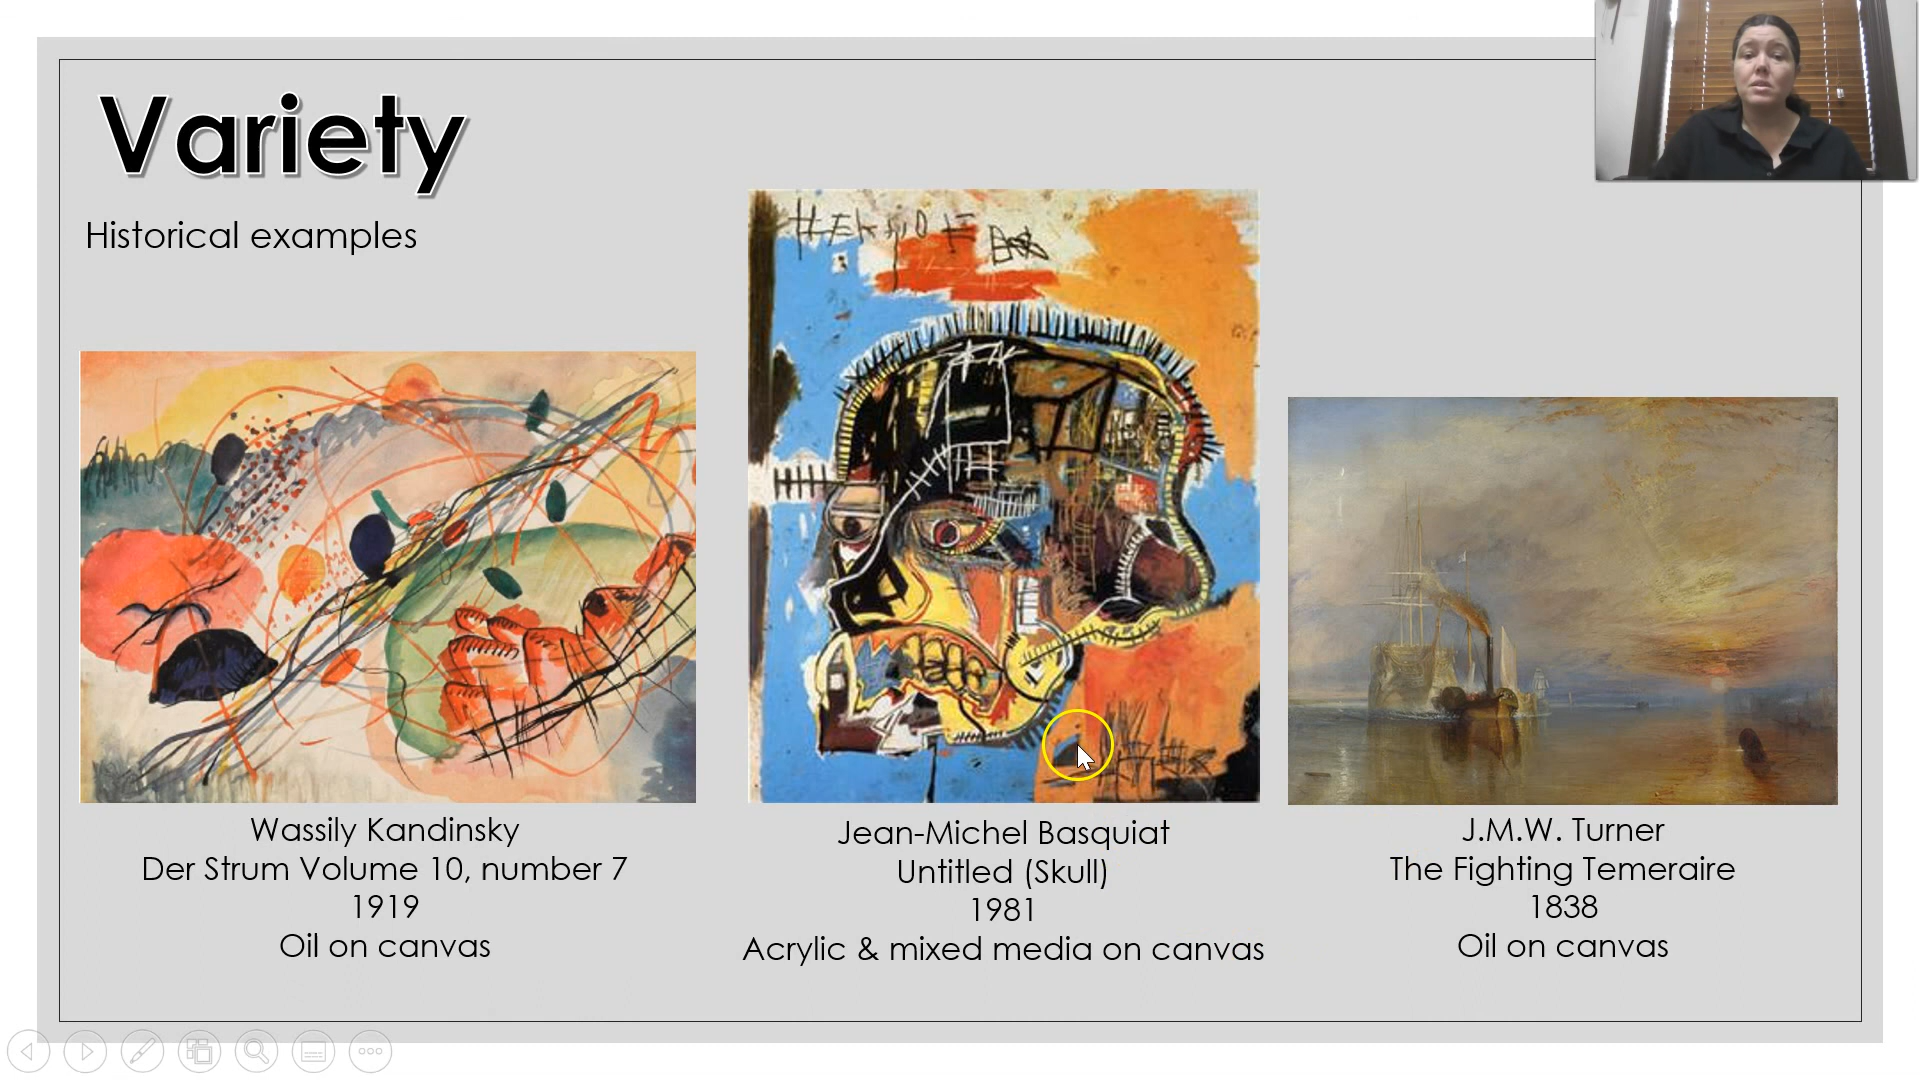 Variety
Historical examples
Wassily Kandinsky
Der Strum Volume 10, number 7
1919
Oil on canvas
Jean-Michel Basquiat
Untitled (Skull)
1981
Acrylic & mixed media on canvas
J.M.W. Turner
The Fighting Temeraire
1838
Oil on canvas